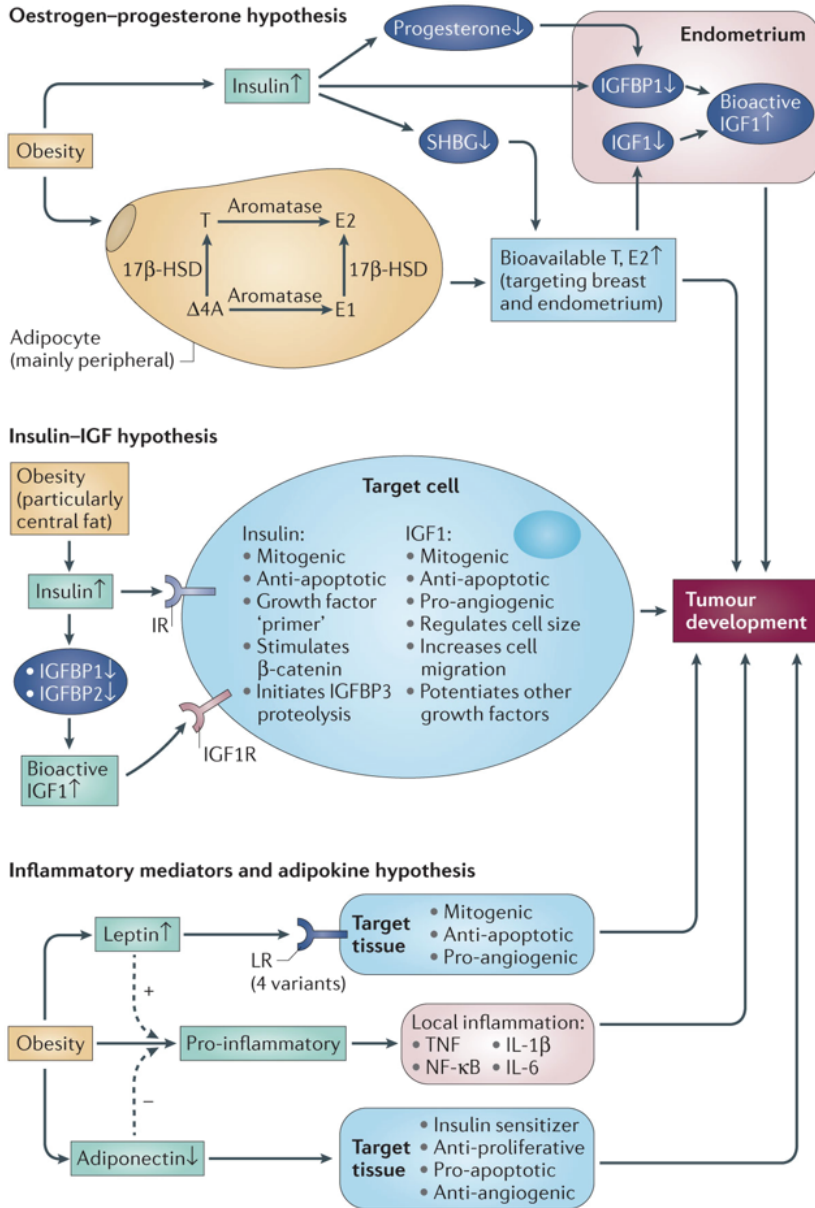 Oestrogen–progesterone hypothesis
Obesity
Insulin↑
Progesterone↓
SHBG↓
Endometrium
IGFBP1↓
IGF1↓
Bioactive
IGF1↑
T
Aromatase
E2
17β-HSD
17β-HSD
Δ4A
Aromatase
E1
Adipocyte
(mainly peripheral)
Bioavailable T, E2↑
(targeting breast
and endometrium)
Insulin–IGF hypothesis
Obesity
(particularly
central fat)
Insulin↑
IR
• IGFBP1↓
• IGFBP2↓
Bioactive
IGF1↑
IGF1R
Target cell
Insulin:
• Mitogenic
• Anti-apoptotic
• Growth factor
‘primer’
• Stimulates
β-catenin
• Initiates IGFBP3
proteolysis
IGF1:
• Mitogenic
• Anti-apoptotic
• Pro-angiogenic
• Regulates cell size
• Increases cell
migration
• Potentiates other
growth factors
Tumour
development
Inflammatory mediators and adipokine hypothesis
Obesity
Leptin↑
+
LR
(4 variants)
Target
tissue
• Mitogenic
• Anti-apoptotic
• Pro-angiogenic
Pro-inflammatory
Local inflammation:
• TNF • IL-1β
• NF-κB • IL-6
–
Adiponectin↓
Target
tissue
• Insulin sensitizer
• Anti-proliferative
• Pro-apoptotic
• Anti-angiogenic